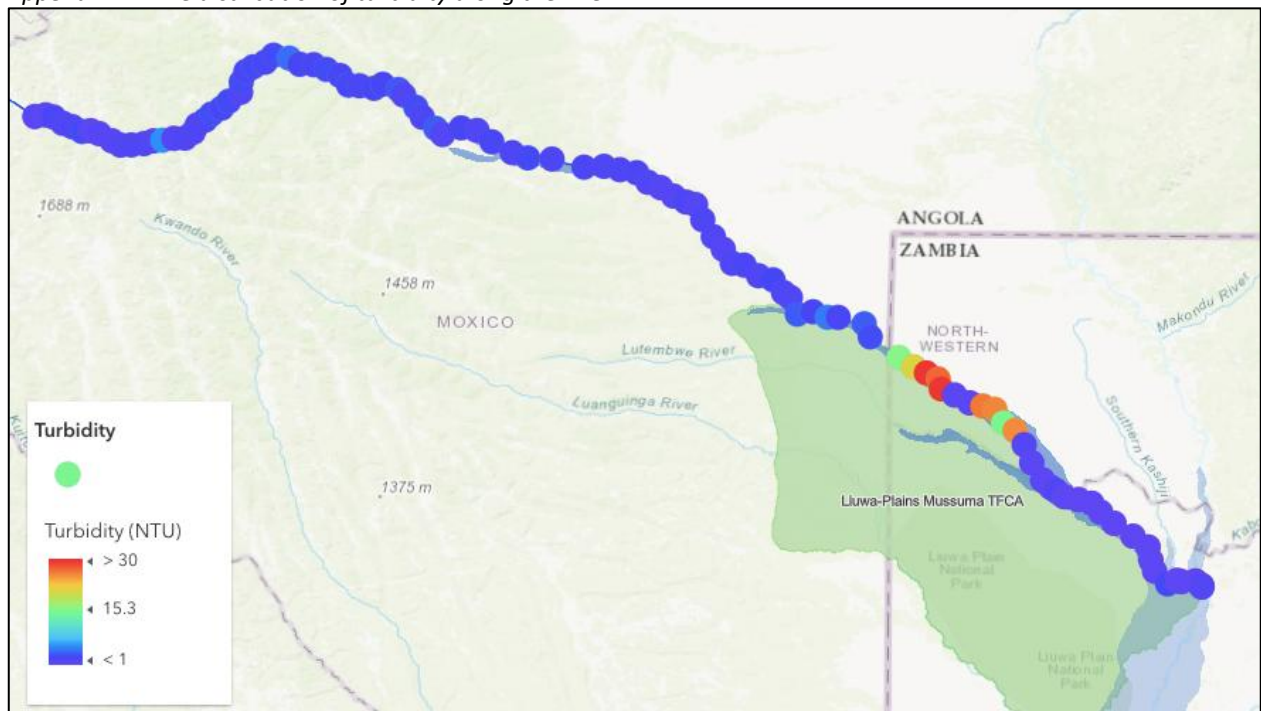 1688 m
Kwando River
1458 m
MOXICO
Lutembwe River
Luanguinga River
1375 m
ANGOLA
ZAMBIA
NORTH-
WESTERN
Makondu River
Southern Kashiji
Liuwa-Plains Mussuma TFCA
Liuwa Plain
National
Park
Liuwa Plain
National
Park
Turbidity
Turbidity (NTU)
> 30
15.3
< 1